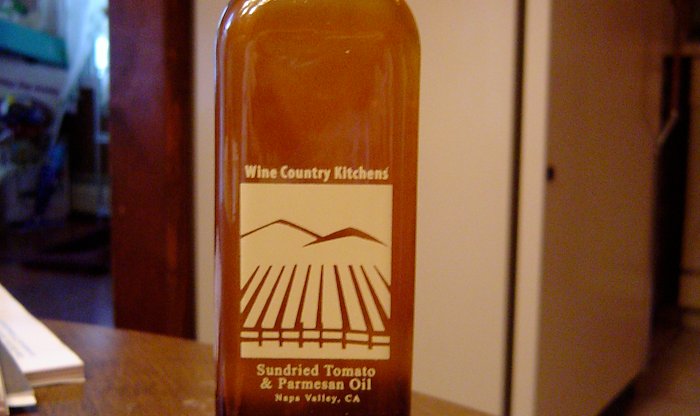 Wine Country Kitchens
Sundried Tomato
& Parmesan Oil
Napa Valley, CA